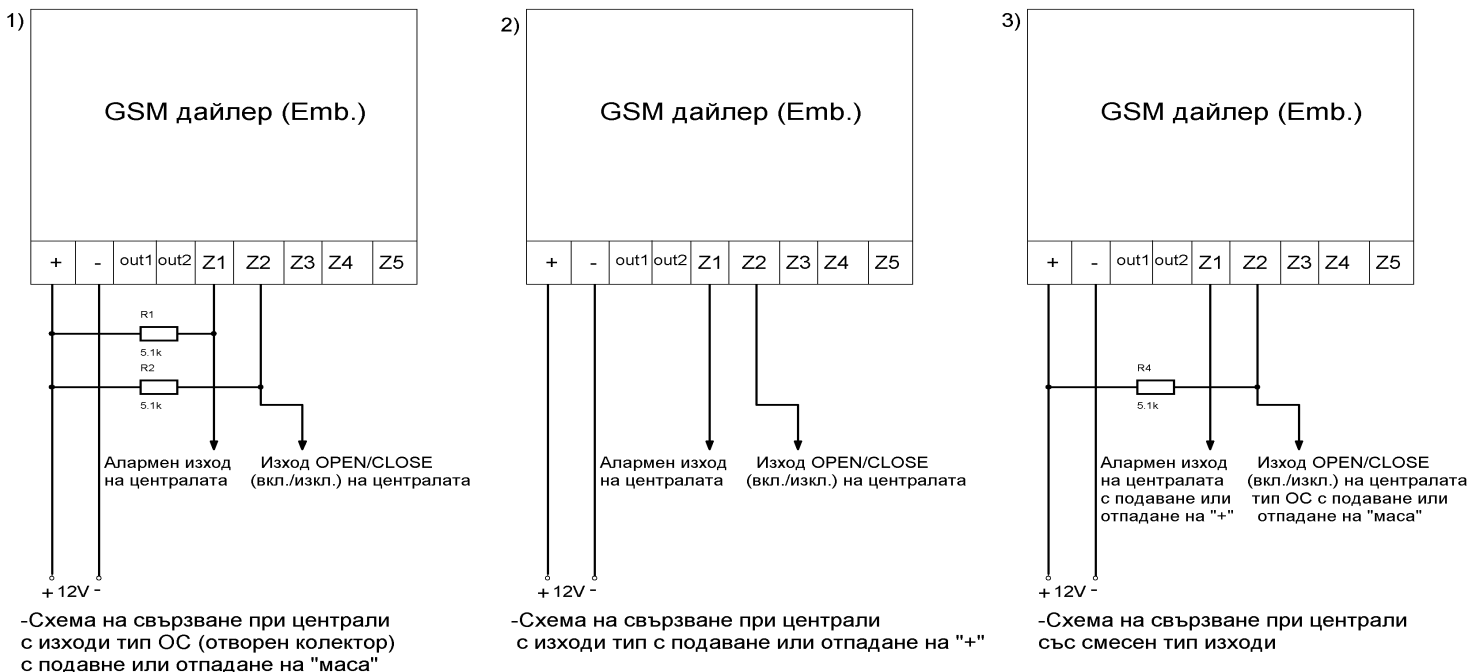 1)
GSM дайлер (Emb.)
+ - out1 out2 Z1 Z2 Z3 Z4 Z5
R1
5.1k
R2
5.1k
Алармен изход
на централата
Изход OPEN/CLOSE
(вкл./изкл.) на централата
+ 12V -
-Схема на свързване при централи
с изходи тип ОС (отворен колектор)
с подавне или отпадане на "маса"
2)
GSM дайлер (Emb.)
+ - out1 out2 Z1 Z2 Z3 Z4 Z5
Алармен изход
на централата
Изход OPEN/CLOSE
(вкл./изкл.) на централата
+ 12V -
-Схема на свързване при централи
с изходи тип с подаване или отпадане на "+"
3)
GSM дайлер (Emb.)
+ - out1 out2 Z1 Z2 Z3 Z4 Z5
R4
5.1k
Алармен изход
на централата
с подаване или
отпадане на "+"
Изход OPEN/CLOSE
(вкл./изкл.) на централата
тип ОС с подаване или
отпадане на "маса"
+ 12V -
-Схема на свързване при централи
със смесен тип изходи